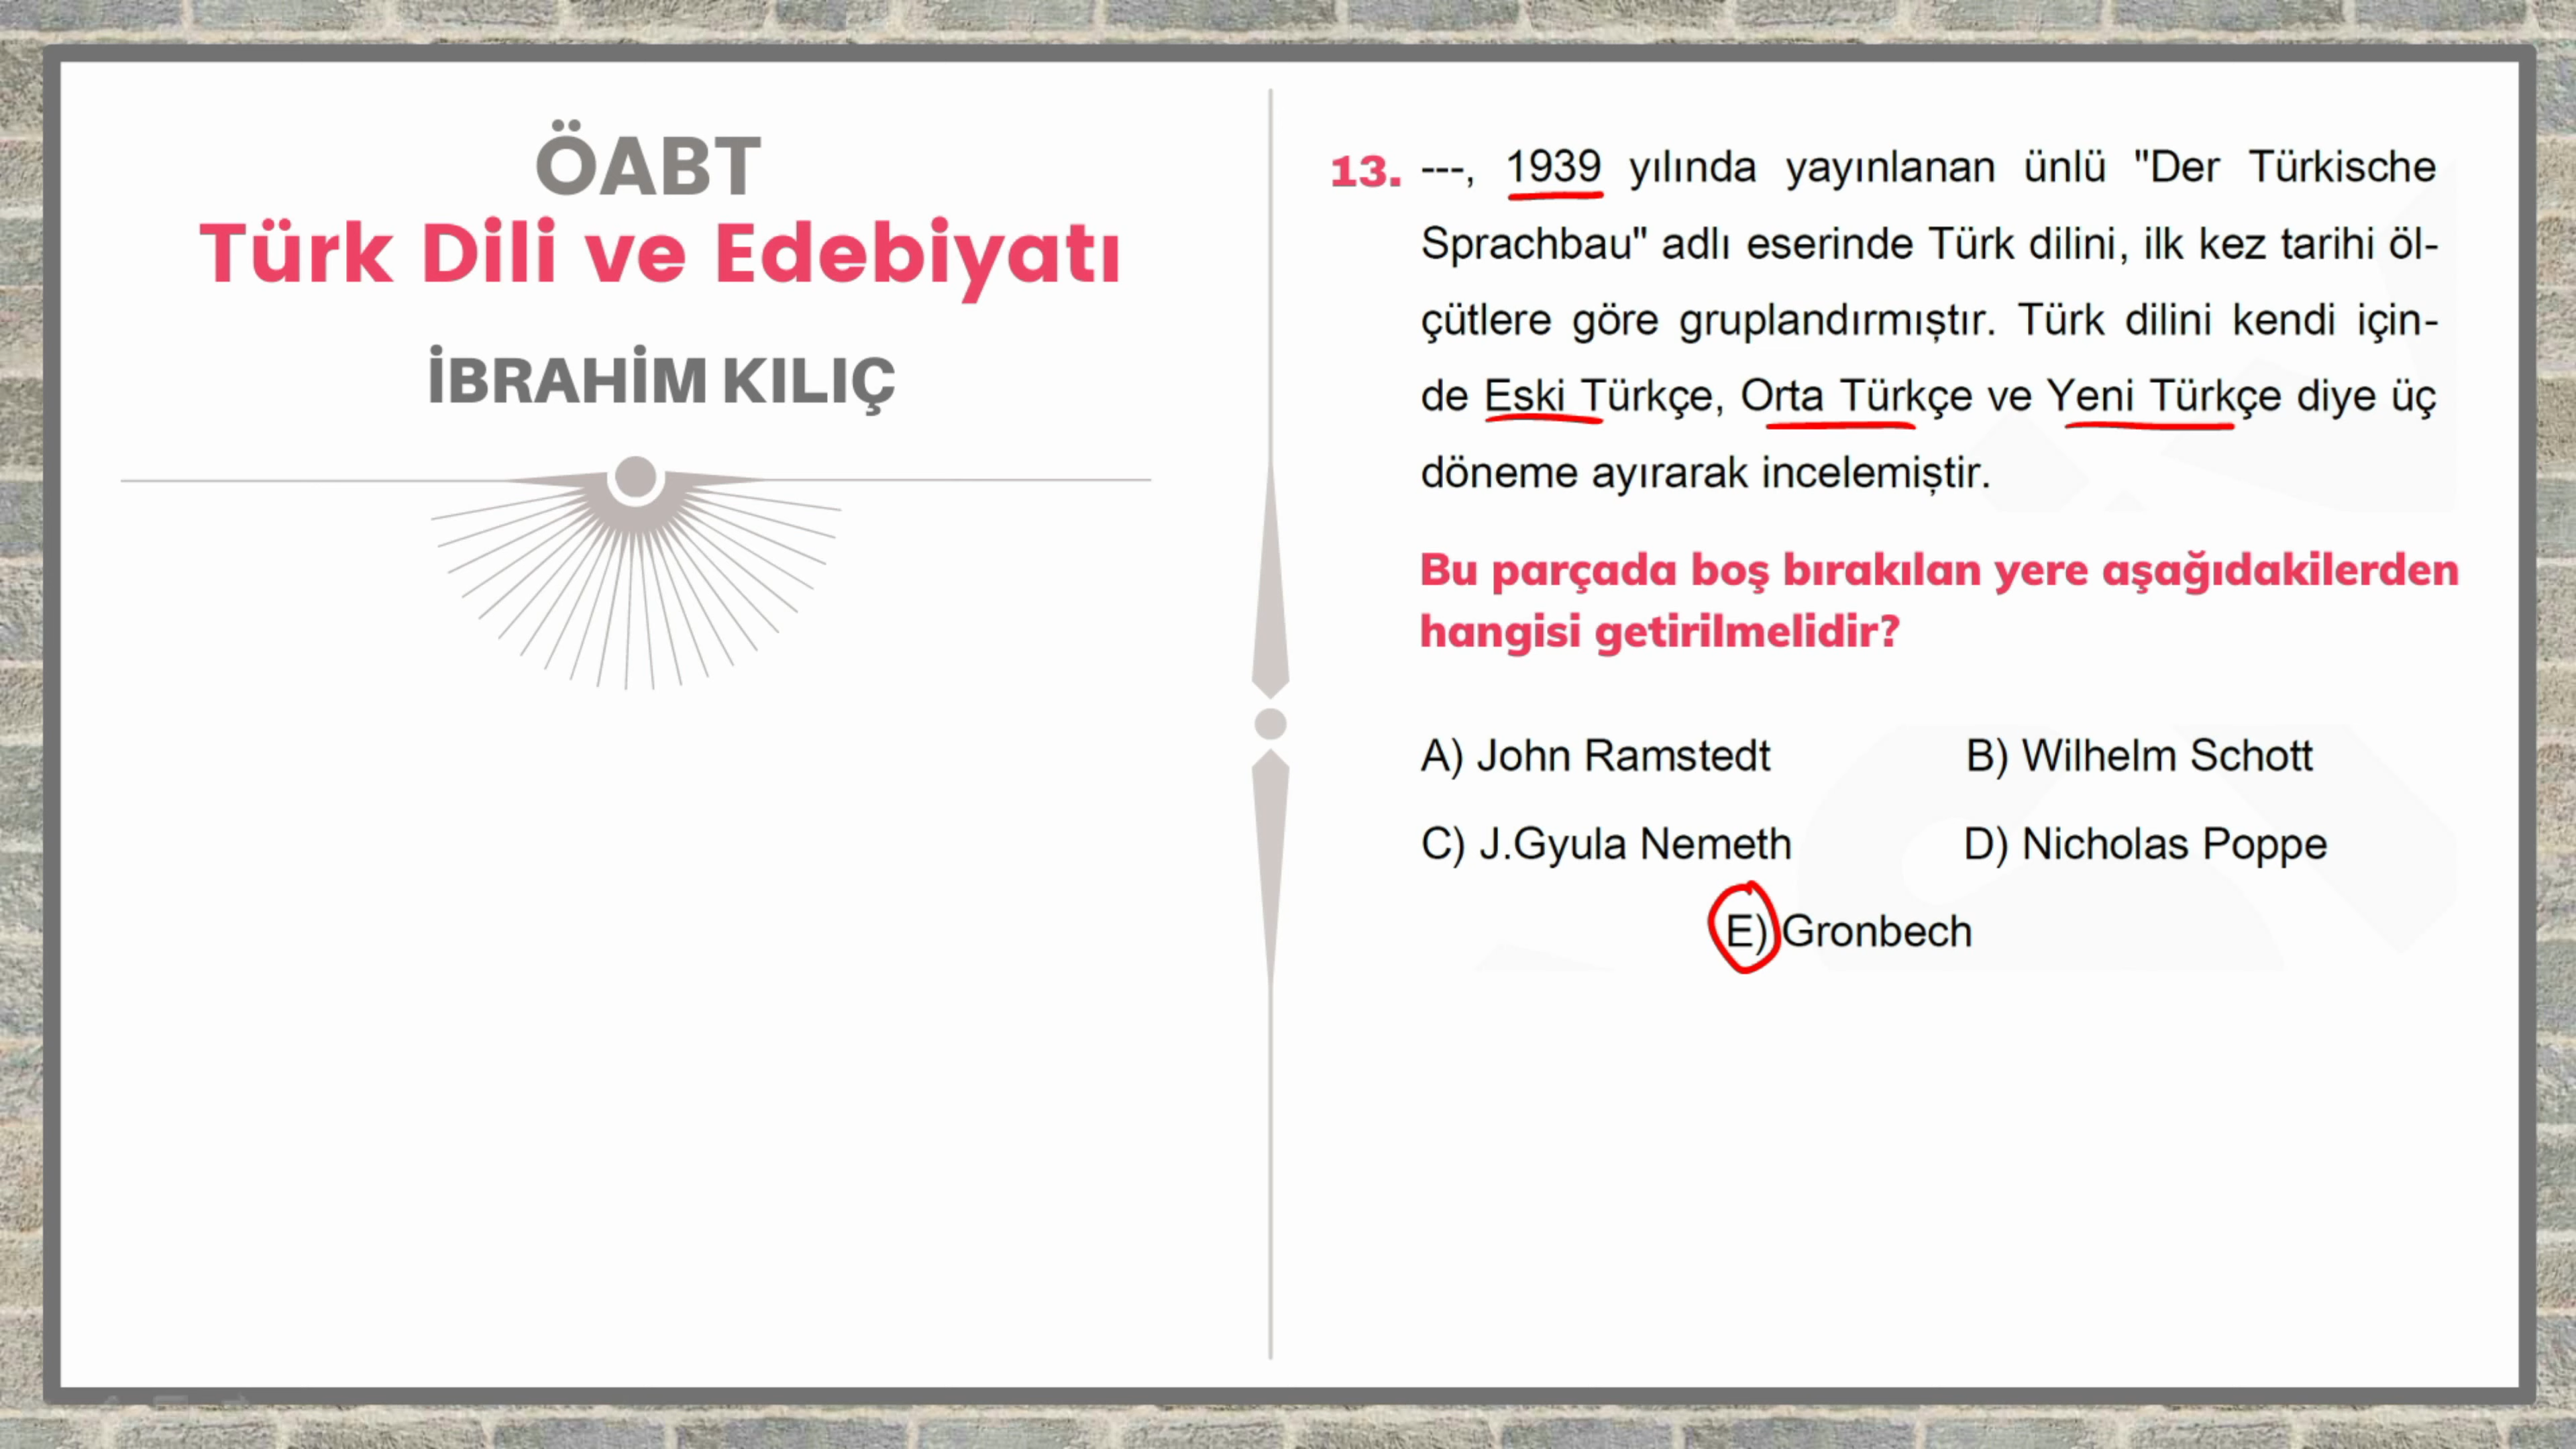 ÖABT
Türk Dili ve Edebiyatı
İBRAHİM KILIÇ
13. ---, 1939 yılında yayınlanan ünlü "Der Türkische
Sprachbau" adlı eserinde Türk dilini, ilk kez tarihi öl-
çütlere göre gruplandırmıştır. Türk dilini kendi için-
de Eski Türkçe, Orta Türkçe ve Yeni Türkçe diye üç
döneme ayırarak incelemiştir.
Bu parçada boş bırakılan yere aşağıdakilerden
hangisi getirilmelidir?
A) John Ramstedt B) Wilhelm Schott
C) J.Gyula Nemeth D) Nicholas Poppe
E) Gronbech